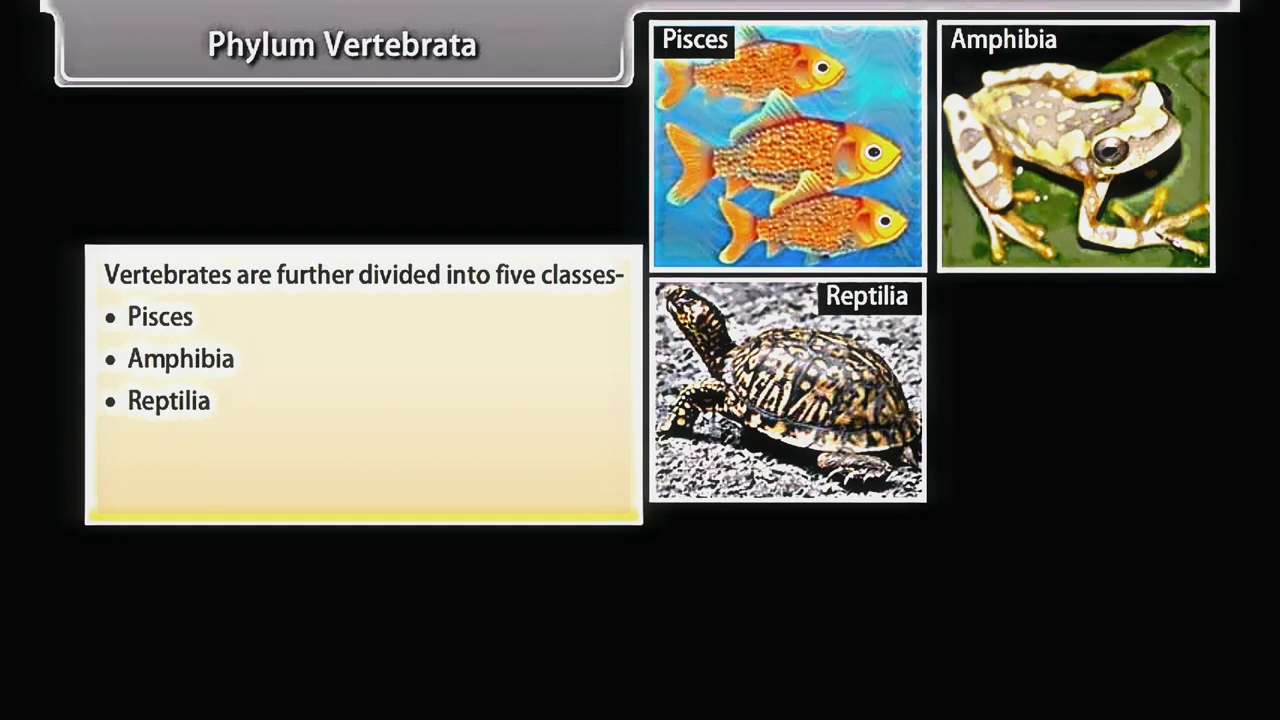 Phylum Vertebrata
Pisces
Amphibia
Vertebrates are further divided into five classes-
• Pisces
• Amphibia
• Reptilia
Reptilia